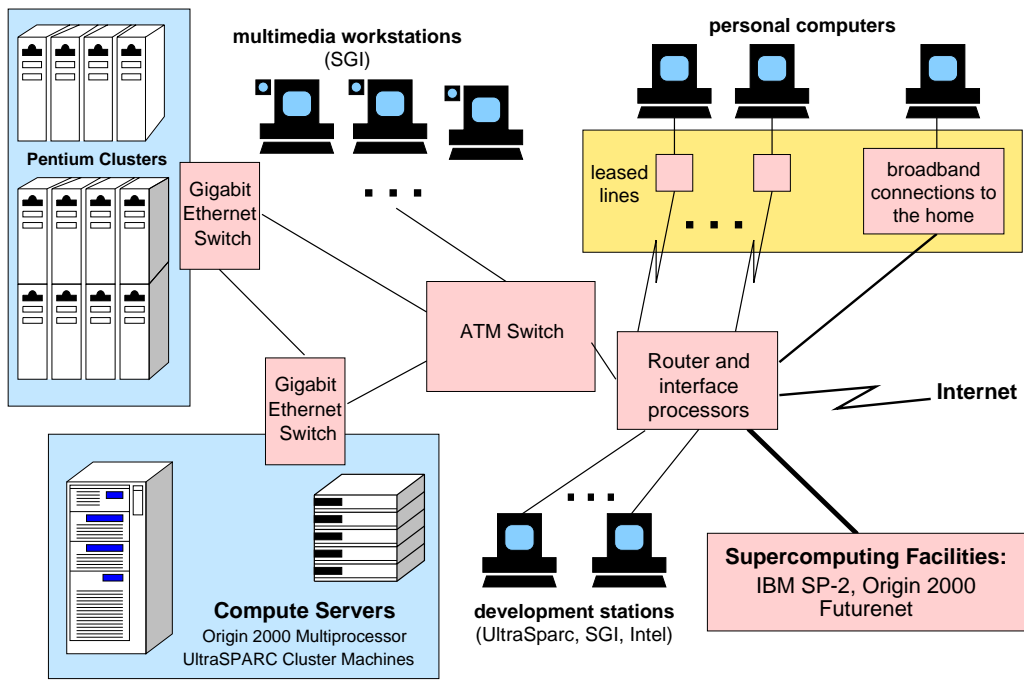 multimedia workstations
(SGI)
personal computers
Pentium Clusters
Gigabit
Ethernet
Switch
leased
lines
broadband
connections to
the home
ATM Switch
Router and
interface
processors
Internet
Gigabit
Ethernet
Switch
Compute Servers
Origin 2000 Multiprocessor
UltraSPARC Cluster Machines
development stations
(UltraSparc, SGI, Intel)
Supercomputing Facilities:
IBM SP-2, Origin 2000
Futurenet